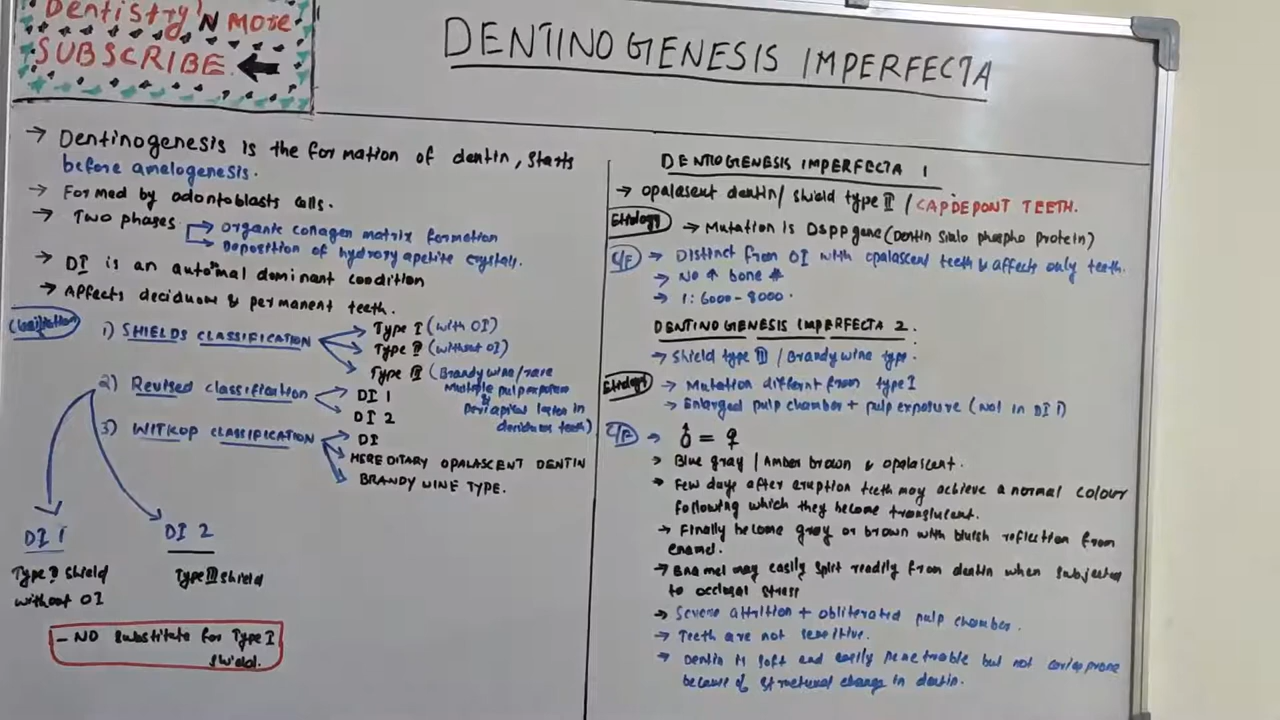 Dentistry'N More
SUBSCRIBE
DENTINOGENESIS IMPERFECTA
→ Dentinogenesis is the formation of dentin, starts
before amelogenesis.
→ Formed by odontoblasts cells.
→ Two phases → organic conagen matrix formation
→ Deposition of hydroxyapetite crystals.
→ DI is an autosomal dominant condition
→ Affects deciduous & permanent teeth.
Classification
1) SHIELDS CLASSIFICATION
Type I (with OI)
Type II (without OI)
Type III (Brandy wine/rare
Multiple pulp exposure
&
Periapical lesion in
deciduous teeth)
2) Revised classification
DI 1
DI 2
3) WITKOP CLASSIFICATION
DI
HEREDITARY OPALASCENT DENTIN
BRANDY WINE TYPE.
DI 1
Type II shield
without OI
DI 2
Type III shield
- NO substitute for Type I
shield.
DENTIOGENESIS IMPERFECTA 1
→ opalascent dentin/ shield type II / CAPDEPONT TEETH.
Etiology → Mutation is DSPP gene (Dentin Sialo phospho protein)
C/F → Distinct from OI with opalascent teeth & affects only teeth.
→ No ↑ bone #
→ 1: 6000-8000.
DENTINOGENESIS IMPERFECTA 2.
→ Shield type III / Brandy wine type.
Etiology → Mutation differnt from type I
→ Enlarged pulp chamber + pulp exposure (Not in DI 1)
C/F → ♂ = ♀
→ Blue gray / Amber brown & opalascent.
→ Few days after eruption teeth may achieve a normal colour
following which they become translucent.
→ Finally become gray or brown with bluish reflection from
enamel.
→ Enamel may easily split readily from dentin when subjected
to occlusal stress
→ Severe attrition + obliterated pulp chamber.
→ Teeth are not sensitive.
→ Dentin is soft and easily penetrable but not caries prone
because of structural change in dentin.